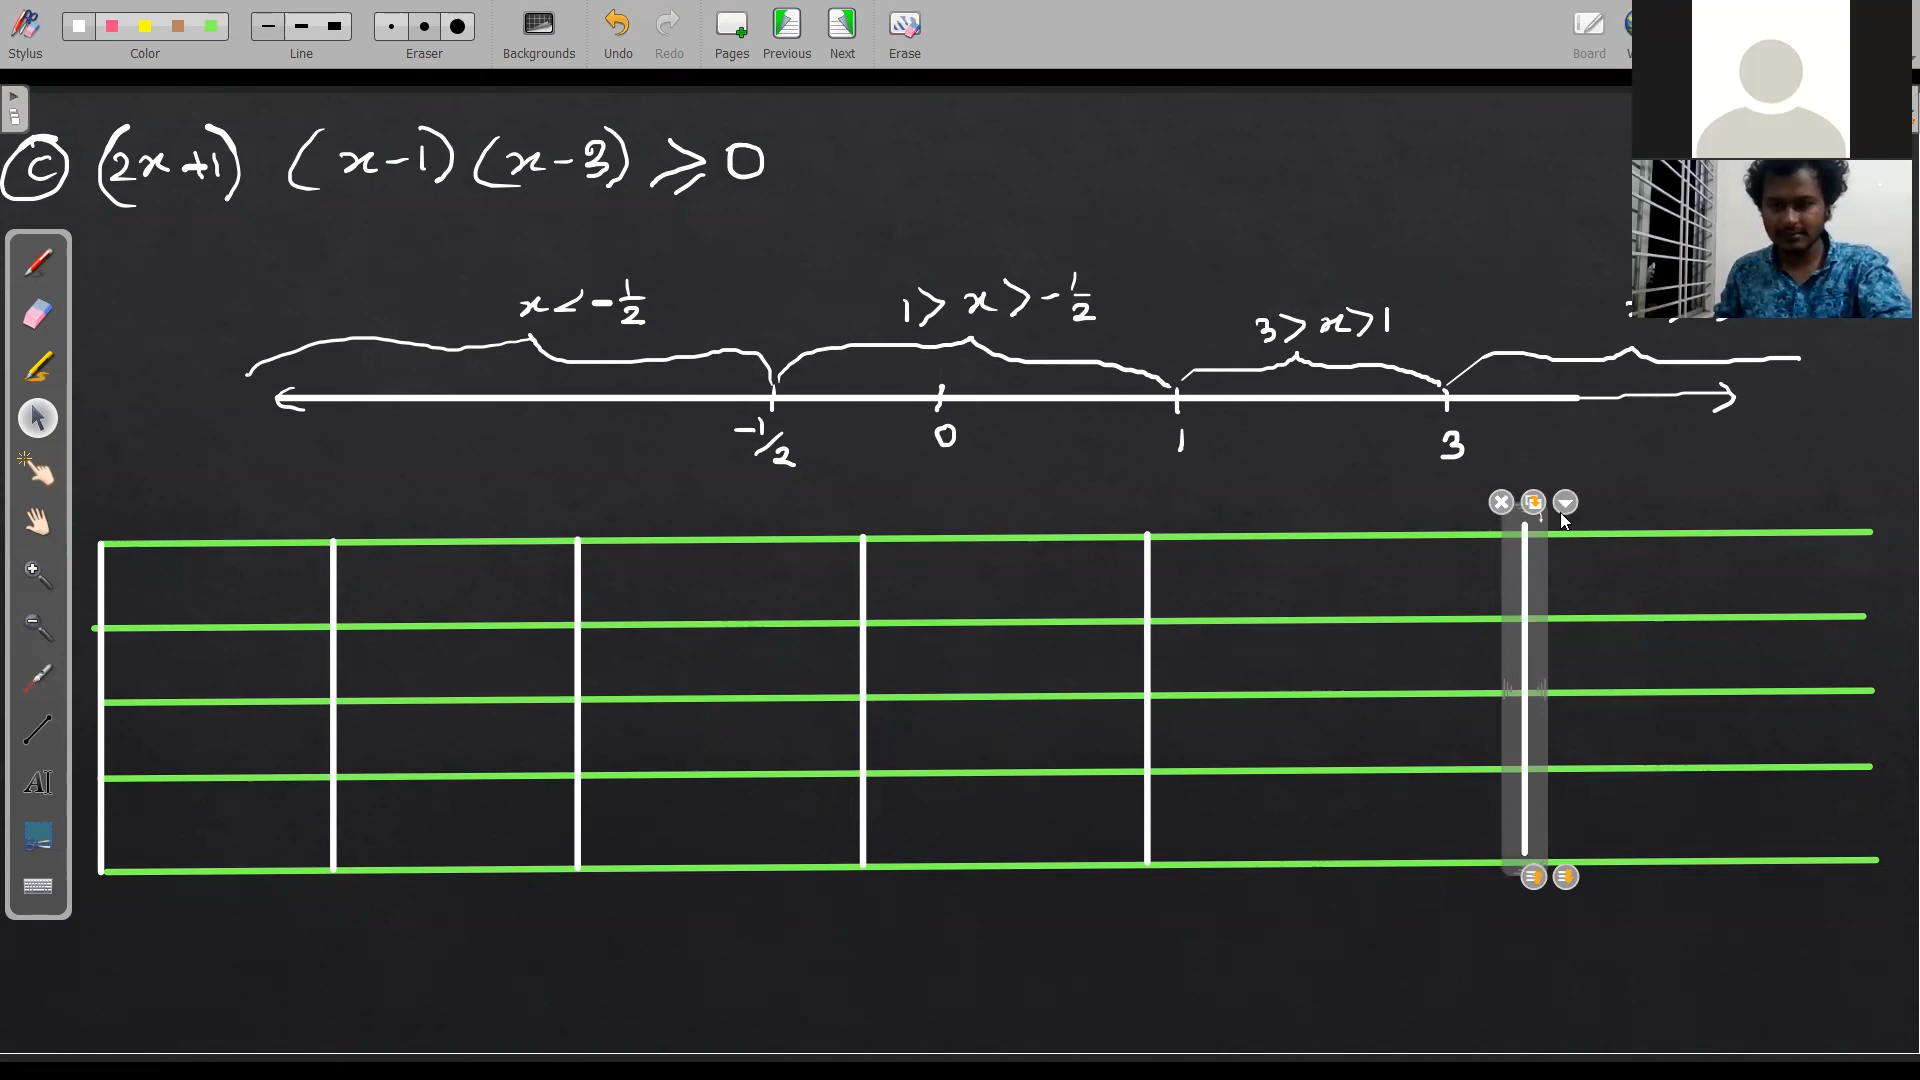 Stylus Color Line Eraser Backgrounds Undo Redo Pages Previous Next Erase Board
(c) (2x+1) (x-1) (x-3) ≥ 0
x < -1/2 1 > x > -1/2 3 > x > 1
-1/2 0 1 3
AI